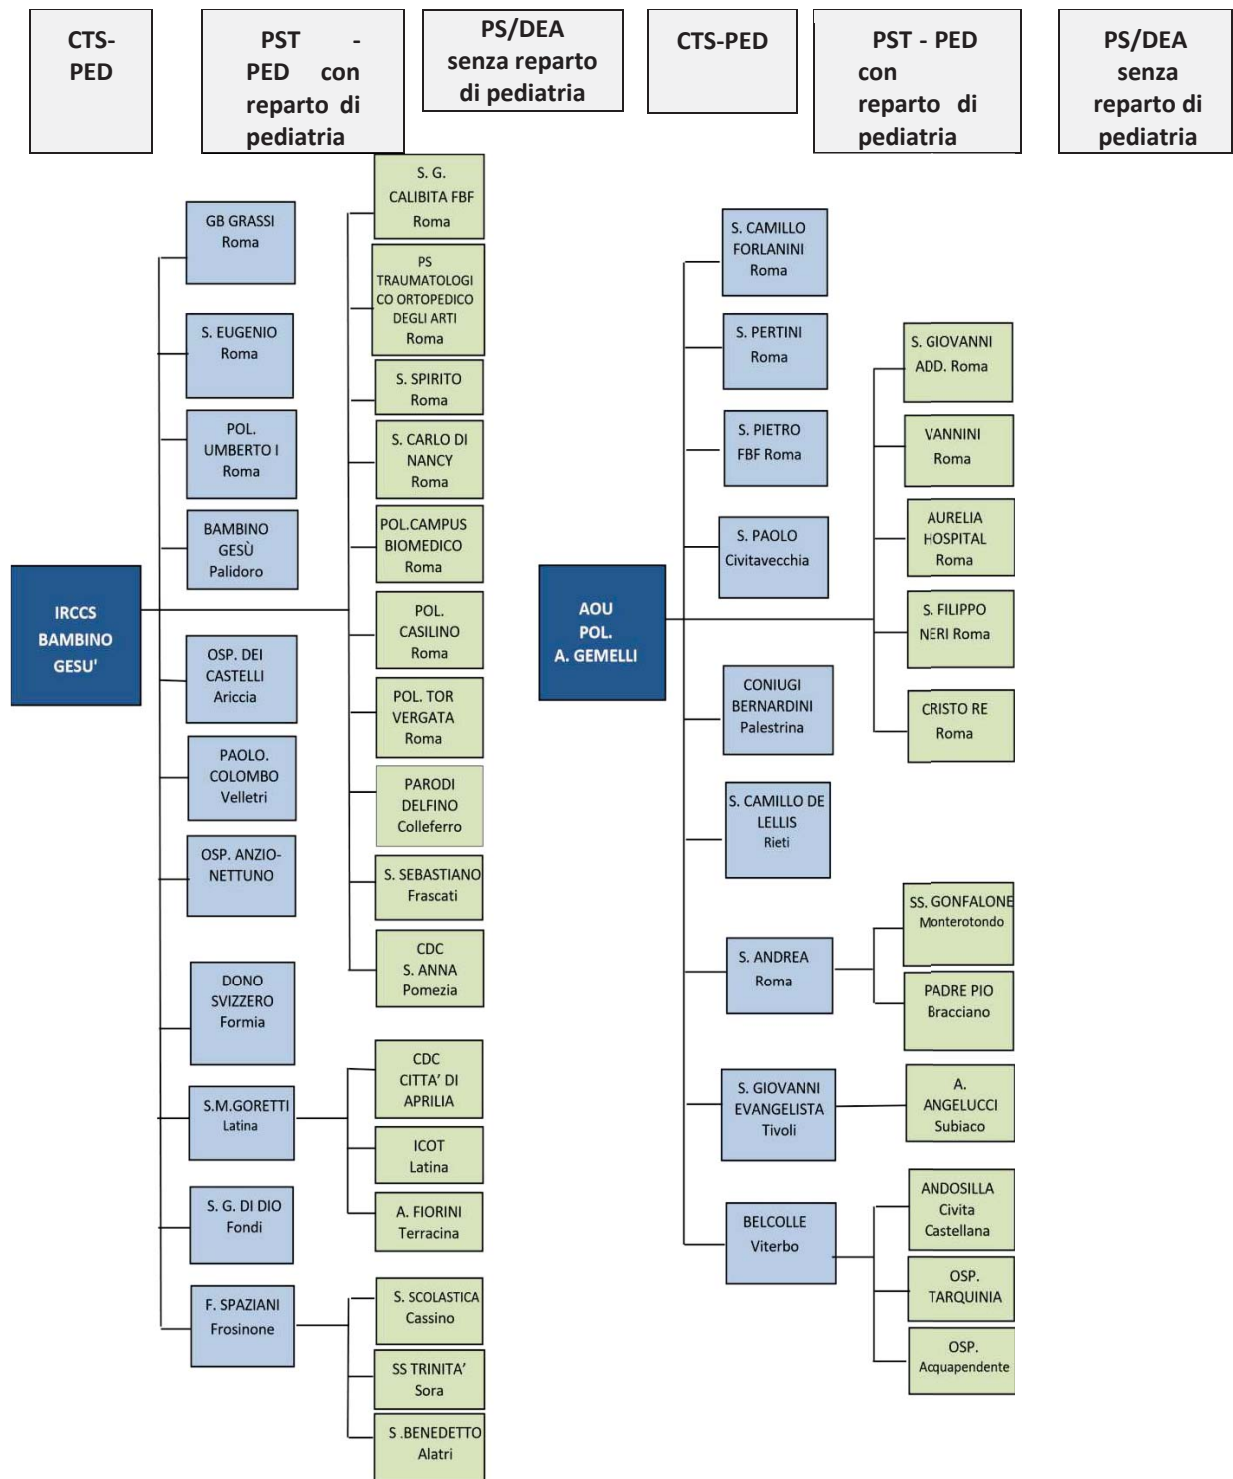 CTS-
PED
PST -
PED con
reparto di
pediatria
PS/DEA
senza reparto
di pediatria
CTS-PED
PST - PED
con
reparto di
pediatria
PS/DEA
senza
reparto di
pediatria
IRCCS
BAMBINO
GESU'
GB GRASSI
Roma
S. EUGENIO
Roma
POL.
UMBERTO I
Roma
BAMBINO
GESÙ
Palidoro
OSP. DEI
CASTELLI
Ariccia
PAOLO.
COLOMBO
Velletri
OSP. ANZIO-
NETTUNO
DONO
SVIZZERO
Formia
S.M.GORETTI
Latina
S. G. DI DIO
Fondi
F. SPAZIANI
Frosinone
S. G.
CALIBITA FBF
Roma
PS
TRAUMATOLOGI
CO ORTOPEDICO
DEGLI ARTI
Roma
S. SPIRITO
Roma
S. CARLO DI
NANCY
Roma
POL.CAMPUS
BIOMEDICO
Roma
POL.
CASILINO
Roma
POL. TOR
VERGATA
Roma
PARODI
DELFINO
Colleferro
S. SEBASTIANO
Frascati
CDC
S. ANNA
Pomezia
CDC
CITTA’ DI
APRILIA
ICOT
Latina
A. FIORINI
Terracina
S. SCOLASTICA
Cassino
SS TRINITA’
Sora
S .BENEDETTO
Alatri
AOU
POL.
A. GEMELLI
S. CAMILLO
FORLANINI
Roma
S. PERTINI
Roma
S. PIETRO
FBF Roma
S. PAOLO
Civitavecchia
CONIUGI
BERNARDINI
Palestrina
S. CAMILLO DE
LELLIS
Rieti
S. ANDREA
Roma
S. GIOVANNI
EVANGELISTA
Tivoli
BELCOLLE
Viterbo
S. GIOVANNI
ADD. Roma
VANNINI
Roma
AURELIA
HOSPITAL
Roma
S. FILIPPO
NERI Roma
CRISTO RE
Roma
SS. GONFALONE
Monterotondo
PADRE PIO
Bracciano
A.
ANGELUCCI
Subiaco
ANDOSILLA
Civita
Castellana
OSP.
TARQUINIA
OSP.
Acquapendente